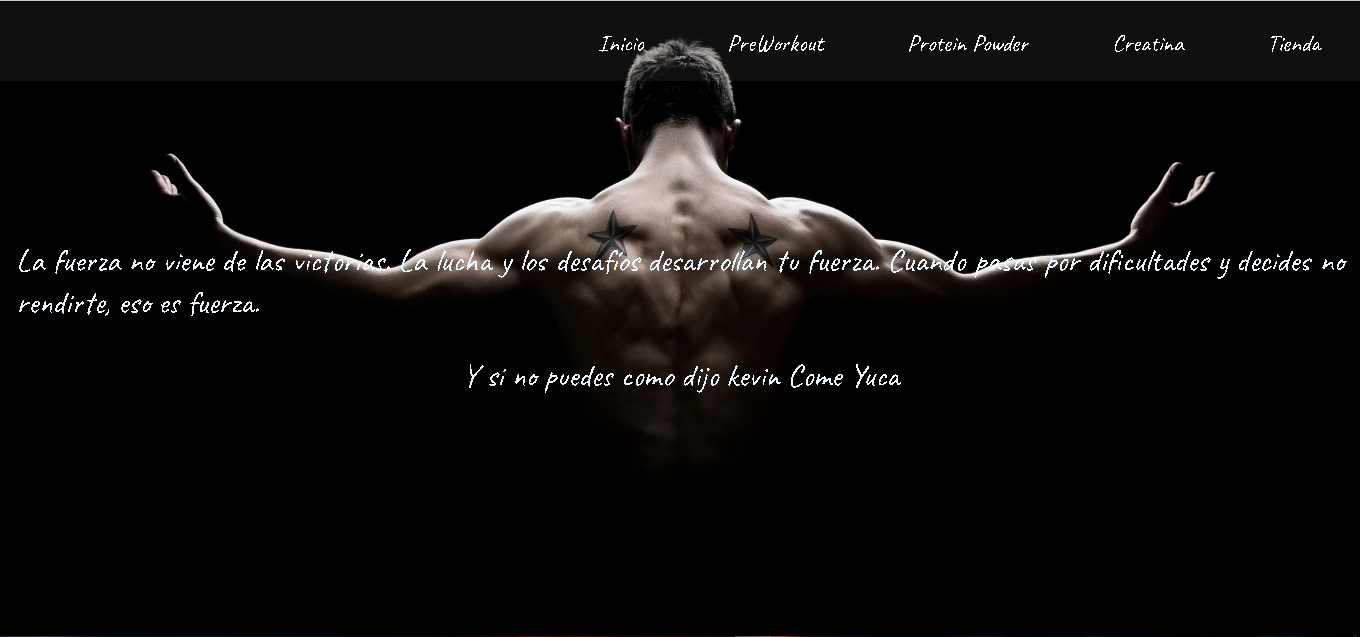 Inicio PreWorkout Protein Powder Creatina Tienda
La fuerza no viene de las victorias. La lucha y los desafíos desarrollan tu fuerza. Cuando pasas por dificultades y decides no
rendirte, eso es fuerza.
Y si no puedes como dijo kevin Come Yuca